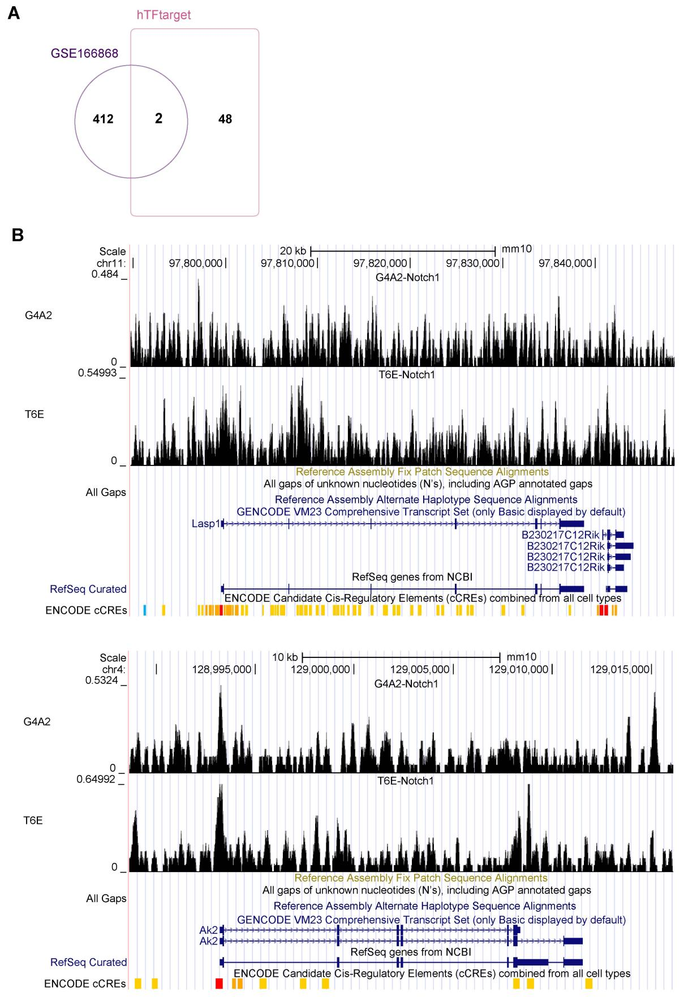 A
hTFtarget
GSE166868
412
2
48
B
Scale
20 kb
mm10
chr11:
97,800,000
97,810,000
97,820,000
97,830,000
97,840,000
0.484
G4A2-Notch1
G4A2
0
0.54993
T6E-Notch1
T6E
0
Reference Assembly Fix Patch Sequence Alignments
All gaps of unknown nucleotides (N's), including AGP annotated gaps
All Gaps
Reference Assembly Alternate Haplotype Sequence Alignments
GENCODE VM23 Comprehensive Transcript Set (only Basic displayed by default)
Lasp1
B230217C12Rik
B230217C12Rik
B230217C12Rik
B230217C12Rik
RefSeq genes from NCBI
RefSeq Curated
ENCODE Candidate Cis-Regulatory Elements (cCREs) combined from all cell types
ENCODE cCREs
Scale
10 kb
mm10
chr4:
128,995,000
129,000,000
129,005,000
129,010,000
129,015,000
0.5324
G4A2-Notch1
G4A2
0
0.64992
T6E-Notch1
T6E
0
Reference Assembly Fix Patch Sequence Alignments
All gaps of unknown nucleotides (N's), including AGP annotated gaps
All Gaps
Reference Assembly Alternate Haplotype Sequence Alignments
GENCODE VM23 Comprehensive Transcript Set (only Basic displayed by default)
Ak2
Ak2
RefSeq genes from NCBI
RefSeq Curated
ENCODE Candidate Cis-Regulatory Elements (cCREs) combined from all cell types
ENCODE cCREs